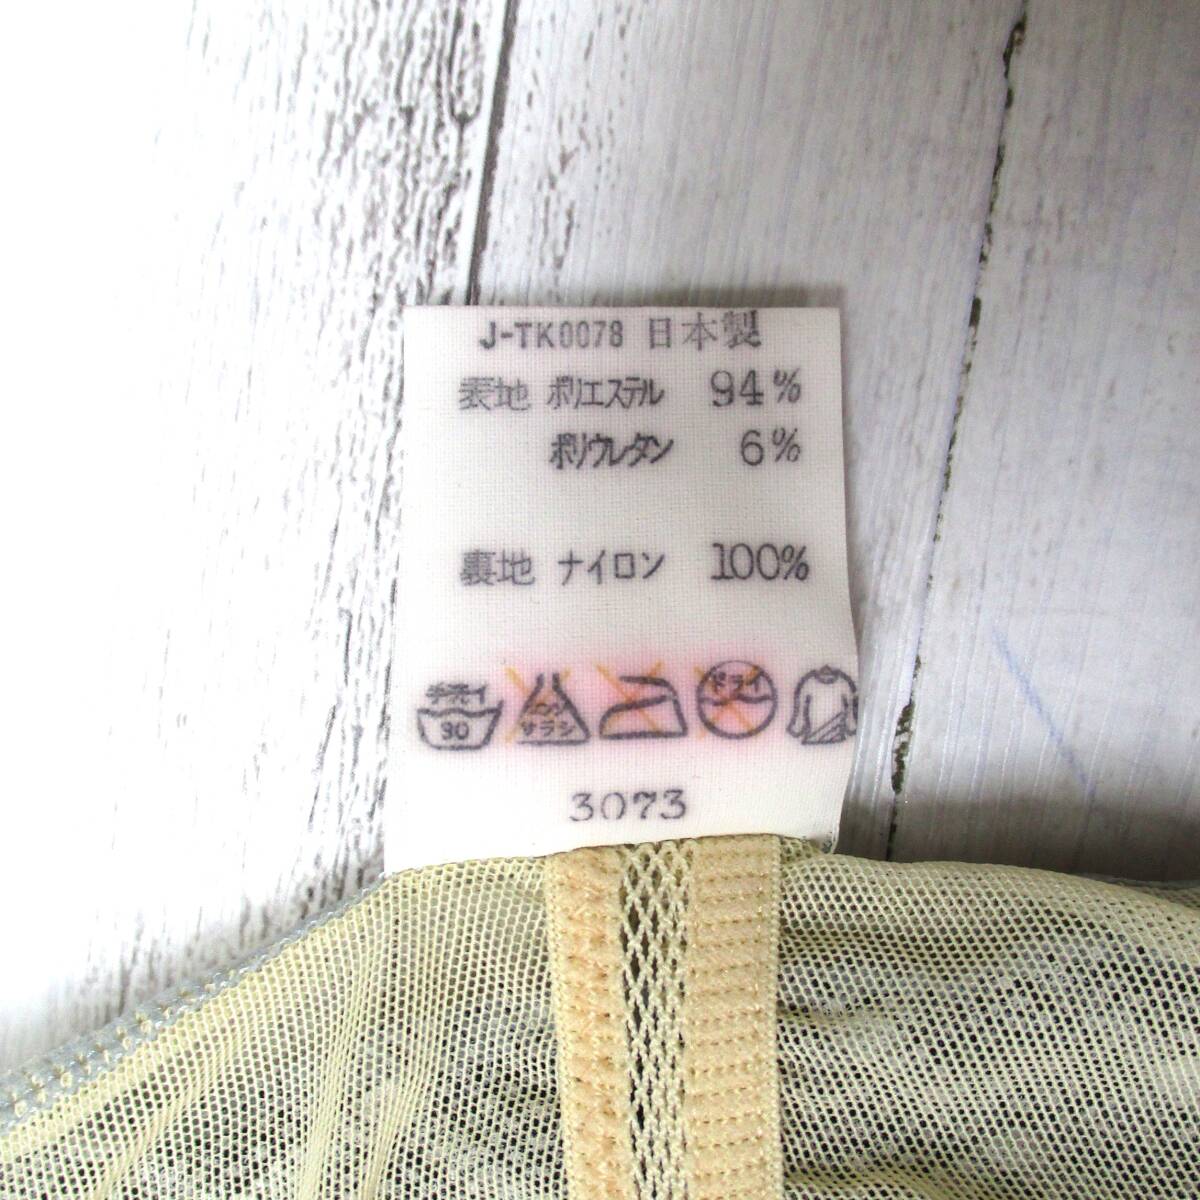 J-TK0078 日本製
表地 ポリエステル 94%
ポリウレタン 6%
裏地 ナイロン 100%
手洗イ 30 エンソ サラシ ドライ
3073